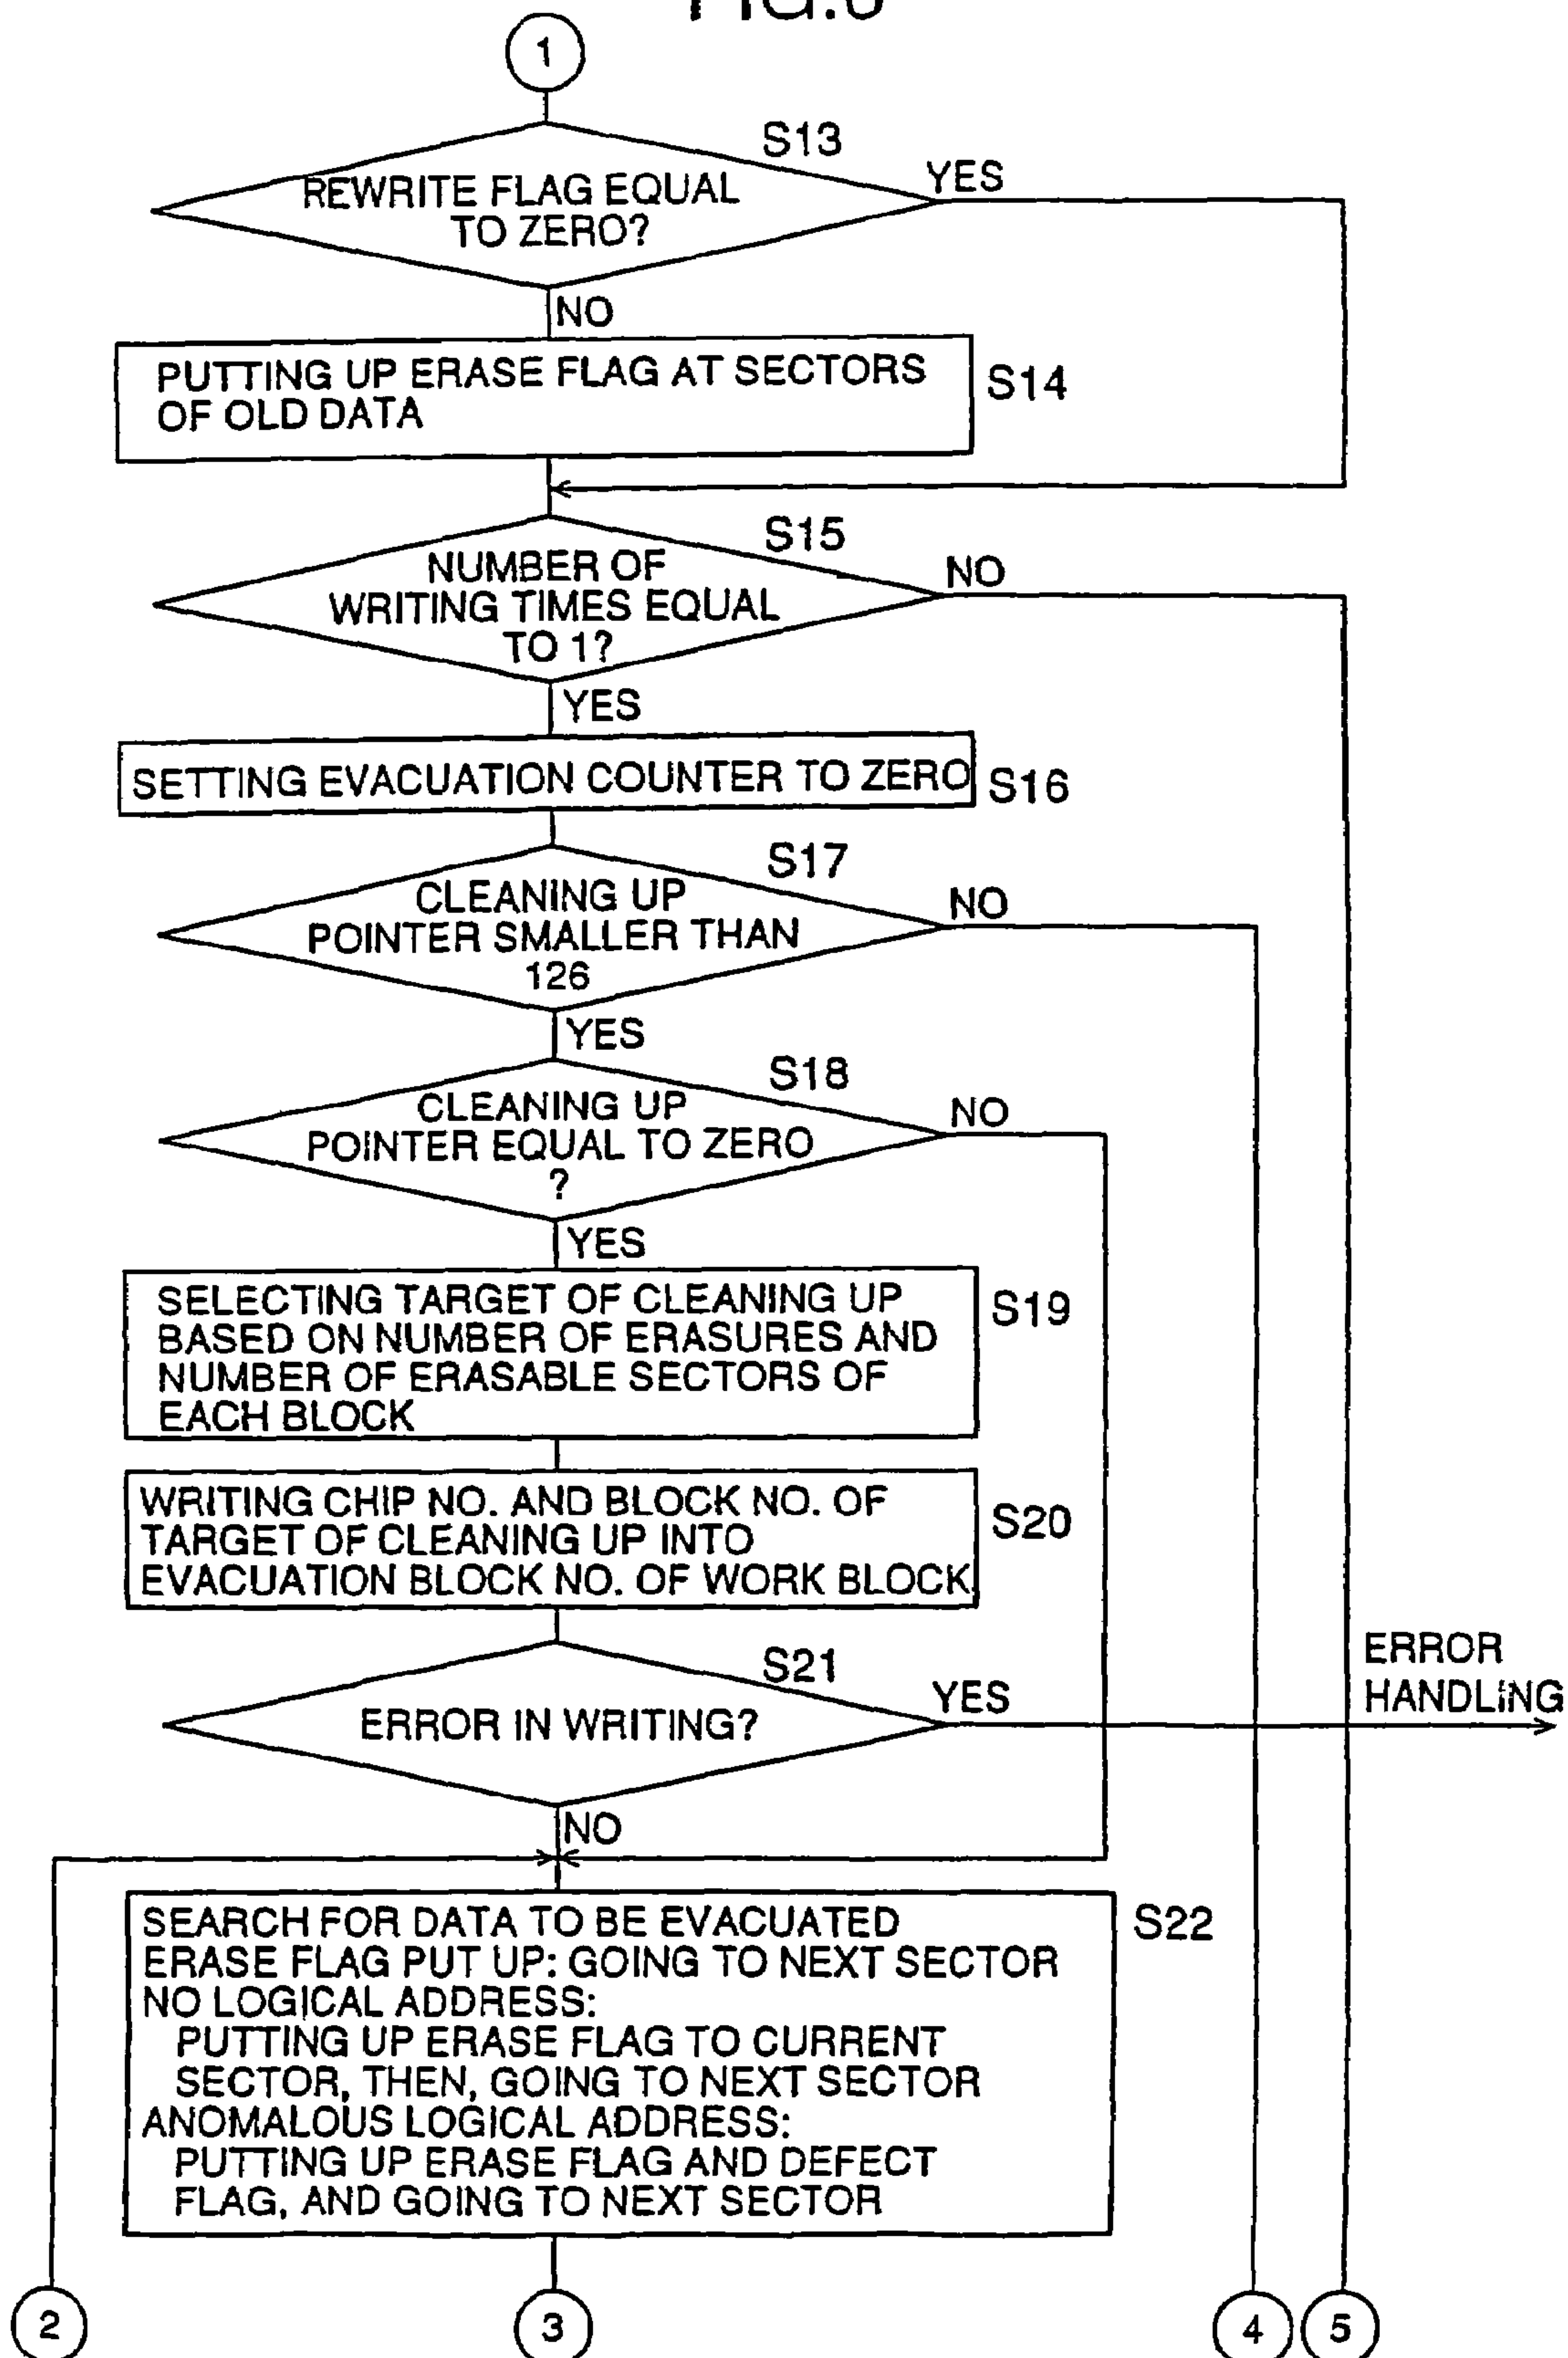 1
S13
REWRITE FLAG EQUAL
TO ZERO?
YES
NO
PUTTING UP ERASE FLAG AT SECTORS
OF OLD DATA
S14
S15
NUMBER OF
WRITING TIMES EQUAL
TO 1?
NO
YES
SETTING EVACUATION COUNTER TO ZERO
S16
S17
CLEANING UP
POINTER SMALLER THAN
126
NO
YES
S18
CLEANING UP
POINTER EQUAL TO ZERO
?
NO
YES
SELECTING TARGET OF CLEANING UP
BASED ON NUMBER OF ERASURES AND
NUMBER OF ERASABLE SECTORS OF
EACH BLOCK
S19
WRITING CHIP NO. AND BLOCK NO. OF
TARGET OF CLEANING UP INTO
EVACUATION BLOCK NO. OF WORK BLOCK
S20
S21
ERROR IN WRITING?
YES
ERROR
HANDLING
NO
SEARCH FOR DATA TO BE EVACUATED
ERASE FLAG PUT UP: GOING TO NEXT SECTOR
NO LOGICAL ADDRESS:
PUTTING UP ERASE FLAG TO CURRENT
SECTOR, THEN, GOING TO NEXT SECTOR
ANOMALOUS LOGICAL ADDRESS:
PUTTING UP ERASE FLAG AND DEFECT
FLAG, AND GOING TO NEXT SECTOR
S22
2
3
4
5